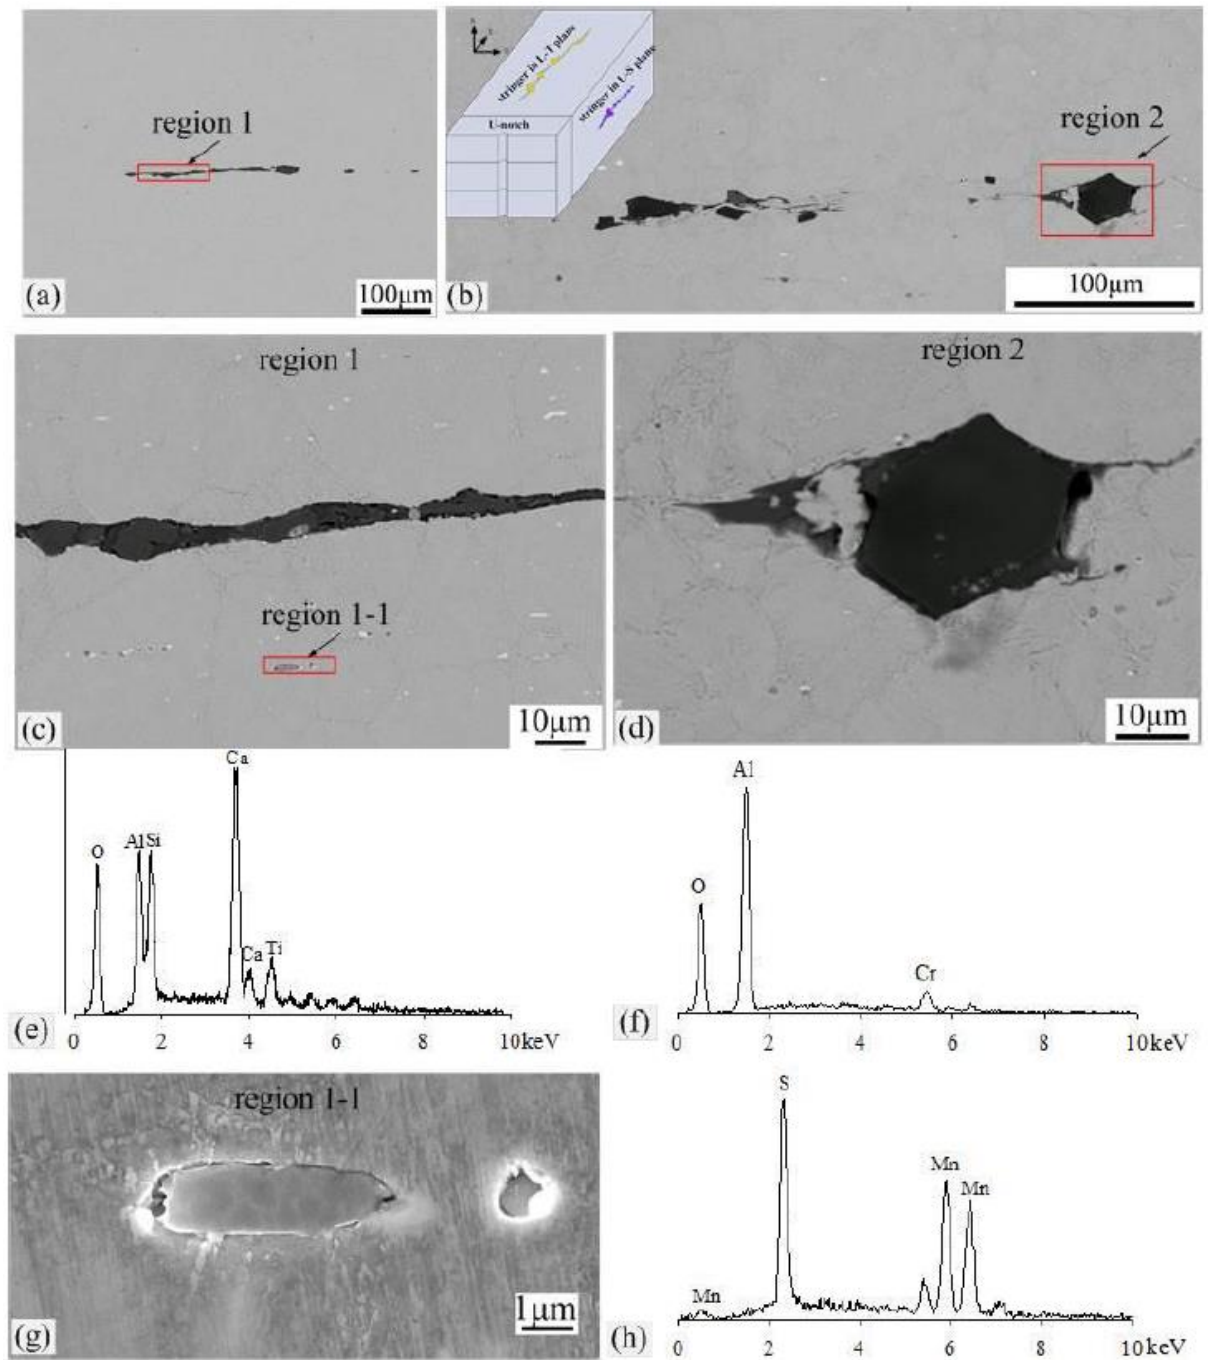 region 1
(a)
100μm
stringer is L-T plane
stringer in L-S plane
U-notch
region 2
(b)
100μm
region 1
region 1-1
(c)
10μm
region 2
(d)
10μm
O
Al
Si
Ca
Ca
Ti
(e)
0 2 4 6 8 10keV
O
Al
Cr
(f)
0 2 4 6 8 10keV
region 1-1
(g)
1μm
Mn
S
Mn
Mn
(h)
0 2 4 6 8 10keV